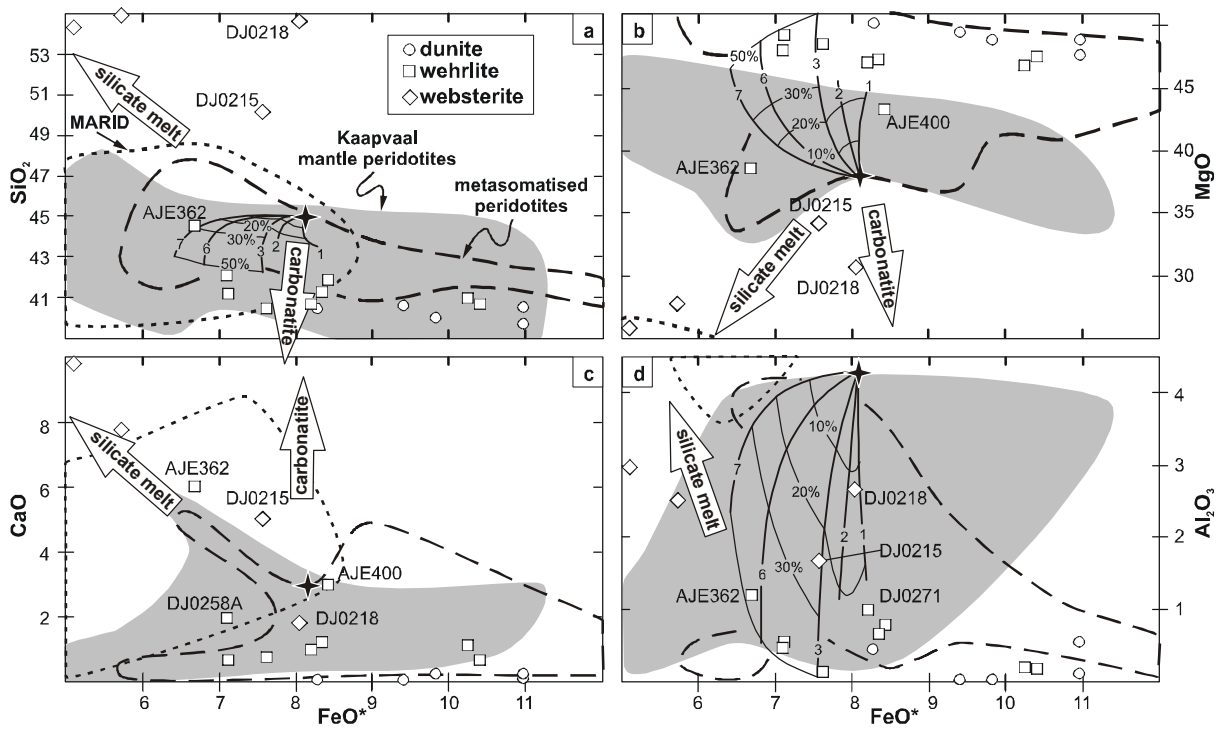 a
53
51
49
47
45
43
41
SiO2
DJ0218
DJ0215
silicate melt
MARID
dunite
wehrlite
websterite
Kaapvaal
mantle peridotites
metasomatised
peridotites
AJE362
7
6
3
2
1
20%
30%
50%
carbonatite
b
45
40
35
30
MgO
50%
30%
20%
10%
7
6
3
2
1
AJE400
AJE362
DJ0215
DJ0218
silicate melt
carbonatite
c
8
6
4
2
CaO
silicate melt
carbonatite
AJE362
DJ0215
AJE400
DJ0258A
DJ0218
6
7
8
9
10
11
FeO*
d
4
3
2
1
Al2O3
silicate melt
10%
20%
30%
7
6
3
2
1
DJ0218
DJ0215
AJE362
DJ0271
6
7
8
9
10
11
FeO*